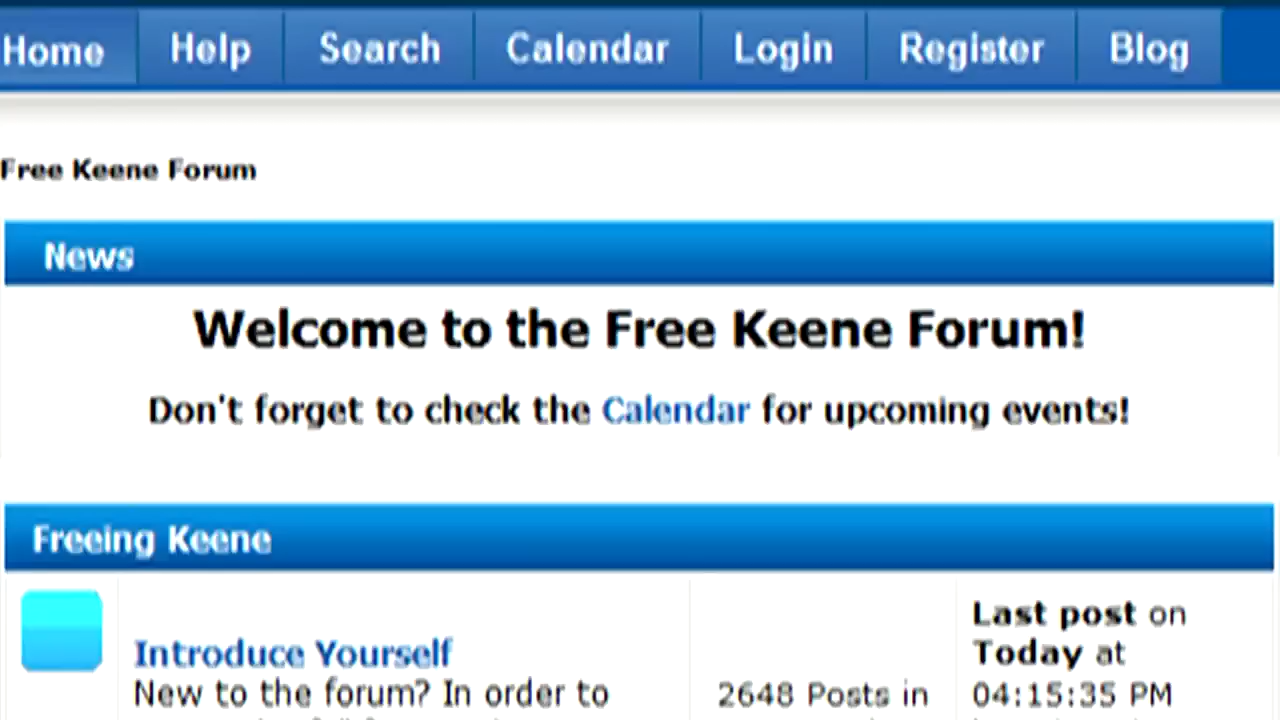 Home Help Search Calendar Login Register Blog
Free Keene Forum
News
Welcome to the Free Keene Forum!
Don't forget to check the Calendar for upcoming events!
Freeing Keene
Introduce Yourself
New to the forum? In order to
2648 Posts in
Last post on
Today at
04:15:35 PM